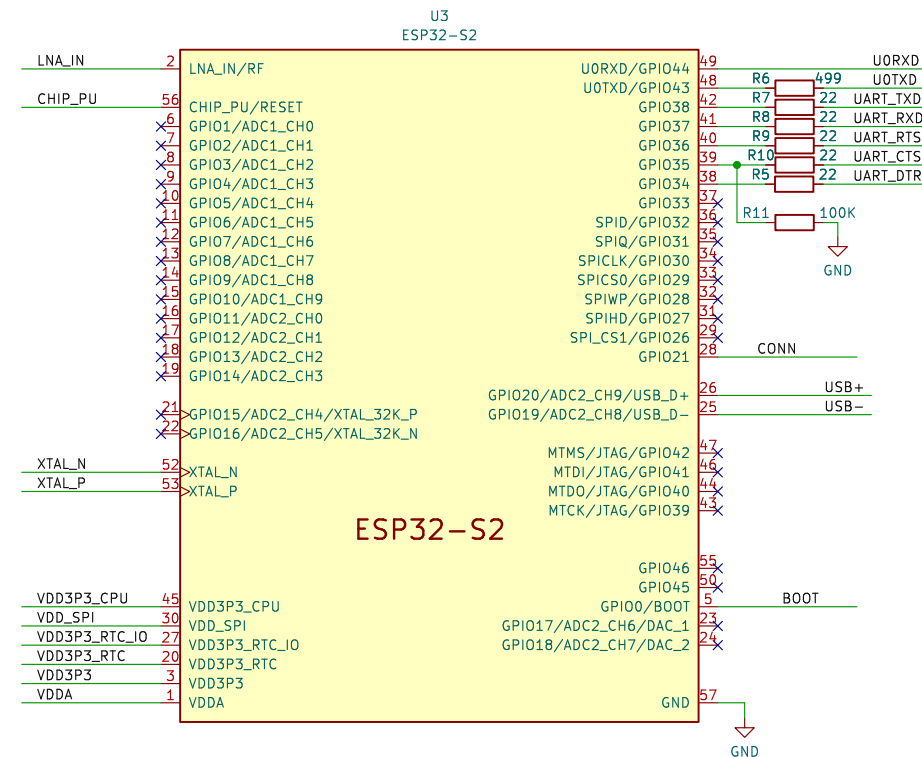 U3
ESP32-S2
LNA_IN 2 LNA_IN/RF
CHIP_PU 56 CHIP_PU/RESET
6 GPIO1/ADC1_CH0
7 GPIO2/ADC1_CH1
8 GPIO3/ADC1_CH2
9 GPIO4/ADC1_CH3
10 GPIO5/ADC1_CH4
11 GPIO6/ADC1_CH5
12 GPIO7/ADC1_CH6
13 GPIO8/ADC1_CH7
14 GPIO9/ADC1_CH8
15 GPIO10/ADC1_CH9
16 GPIO11/ADC2_CH0
17 GPIO12/ADC2_CH1
18 GPIO13/ADC2_CH2
19 GPIO14/ADC2_CH3
21 GPIO15/ADC2_CH4/XTAL_32K_P
22 GPIO16/ADC2_CH5/XTAL_32K_N
XTAL_N 52 XTAL_N
XTAL_P 53 XTAL_P
ESP32-S2
VDD3P3_CPU 45 VDD3P3_CPU
VDD_SPI 30 VDD_SPI
VDD3P3_RTC_IO 27 VDD3P3_RTC_IO
VDD3P3_RTC 20 VDD3P3_RTC
VDD3P3 3 VDD3P3
VDDA 1 VDDA
U0RXD/GPIO44 49 U0RXD
U0TXD/GPIO43 48 R6 499 U0TXD
GPIO38 42 R7 22 UART_TXD
GPIO37 41 R8 22 UART_RXD
GPIO36 40 R9 22 UART_RTS
GPIO35 39 R10 22 UART_CTS
GPIO34 38 R5 22 UART_DTR
GPIO33 37
R11 100K
GND
SPID/GPIO32 36
SPIQ/GPIO31 35
SPICLK/GPIO30 34
SPICS0/GPIO29 33
SPIWP/GPIO28 32
SPIHD/GPIO27 31
SPI_CS1/GPIO26 29
GPIO21 28 CONN
GPIO20/ADC2_CH9/USB_D+ 26 USB+
GPIO19/ADC2_CH8/USB_D- 25 USB-
MTMS/JTAG/GPIO42 47
MTDI/JTAG/GPIO41 46
MTDO/JTAG/GPIO40 44
MTCK/JTAG/GPIO39 43
GPIO46 55
GPIO45 50
GPIO0/BOOT 5 BOOT
GPIO17/ADC2_CH6/DAC_1 23
GPIO18/ADC2_CH7/DAC_2 24
GND 57
GND